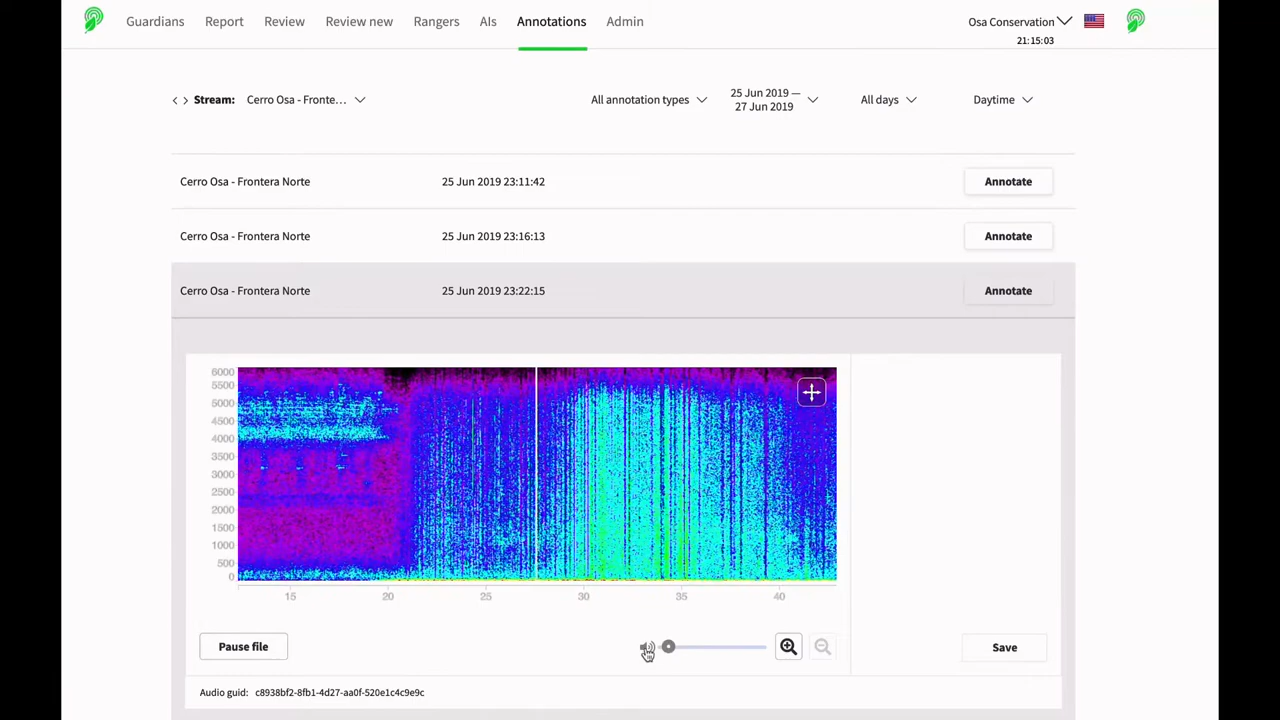 Guardians Report Review Review new Rangers AIs Annotations Admin
Osa Conservation
21:15:03
Stream: Cerro Osa - Fronte... All annotation types 25 Jun 2019 — All days Daytime
27 Jun 2019
Cerro Osa - Frontera Norte 25 Jun 2019 23:11:42 Annotate
Cerro Osa - Frontera Norte 25 Jun 2019 23:16:13 Annotate
Cerro Osa - Frontera Norte 25 Jun 2019 23:22:15 Annotate
6000
5500
5000
4500
4000
3500
3000
2500
2000
1500
1000
500
0
15 20 25 30 35 40
Pause file Save
Audio guid: c8938bf2-8fb1-4d27-aa0f-520e1c4c9e9c